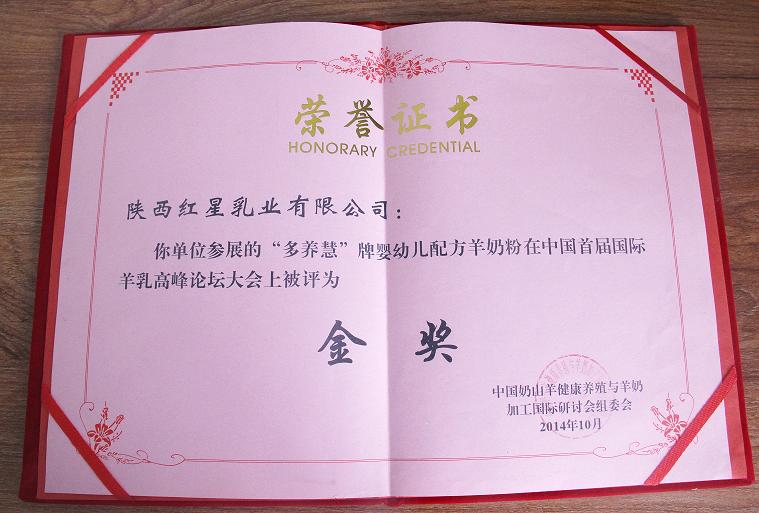 荣誉证书
HONORARY CREDENTIAL
陕西红星乳业有限公司：
你单位参展的“多养慧”牌婴幼儿配方羊奶粉在中国首届国际
羊乳高峰论坛大会上被评为
金奖
中国奶山羊健康养殖与羊奶
加工国际研讨会组委会
2014年10月